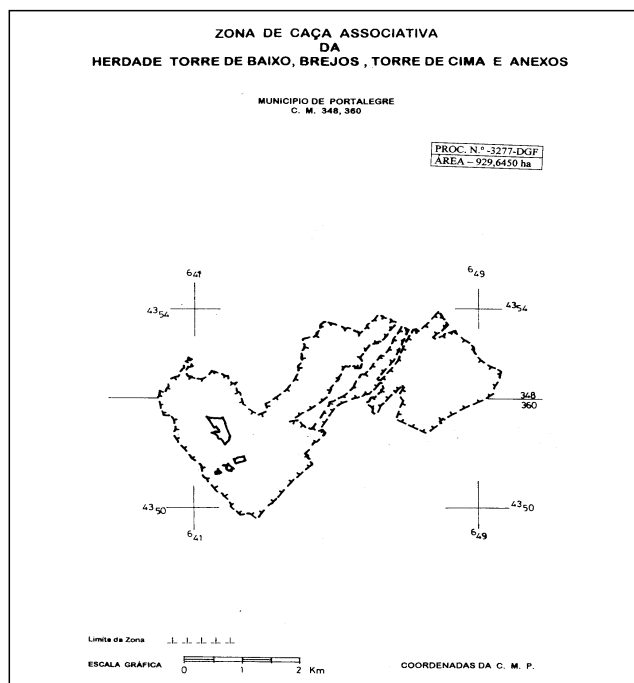 ZONA DE CAÇA ASSOCIATIVA
DA
HERDADE TORRE DE BAIXO, BREJOS , TORRE DE CIMA E ANEXOS
MUNICIPIO DE PORTALEGRE
C. M. 348, 360
PROC. N.º -3277-DGF
ÁREA – 929,6450 ha
641
649
4354
4354
348
360
4350
4350
641
649
Limite da Zona
ESCALA GRÁFICA
0 1 2 Km
COORDENADAS DA C. M. P.